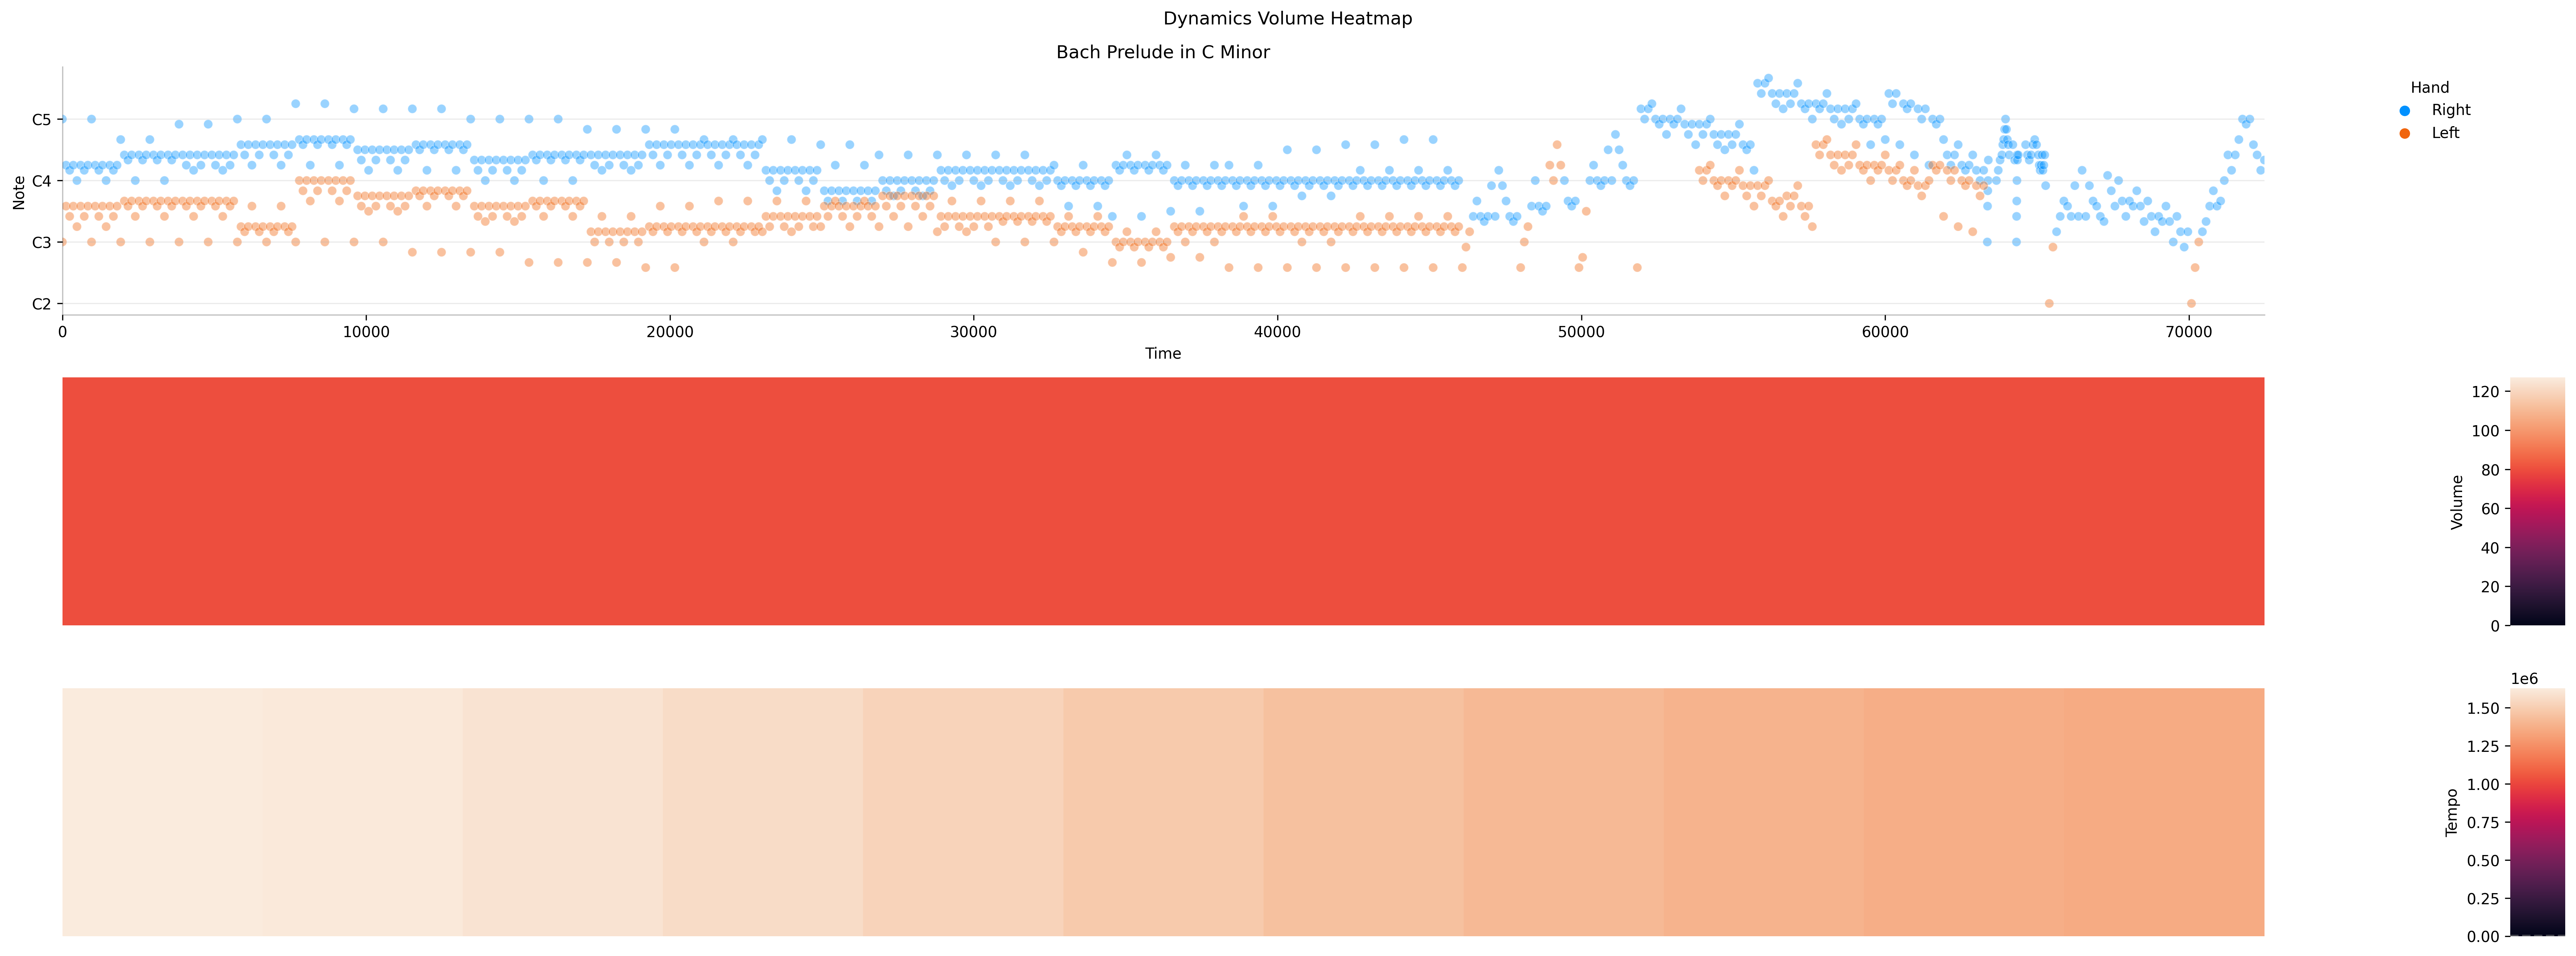 Dynamics Volume Heatmap
Bach Prelude in C Minor
Hand
Right
Left
Note
C5
C4
C3
C2
0 10000 20000 30000 40000 50000 60000 70000
Time
Volume
120
100
80
60
40
20
0
1e6
Tempo
1.50
1.25
1.00
0.75
0.50
0.25
0.00